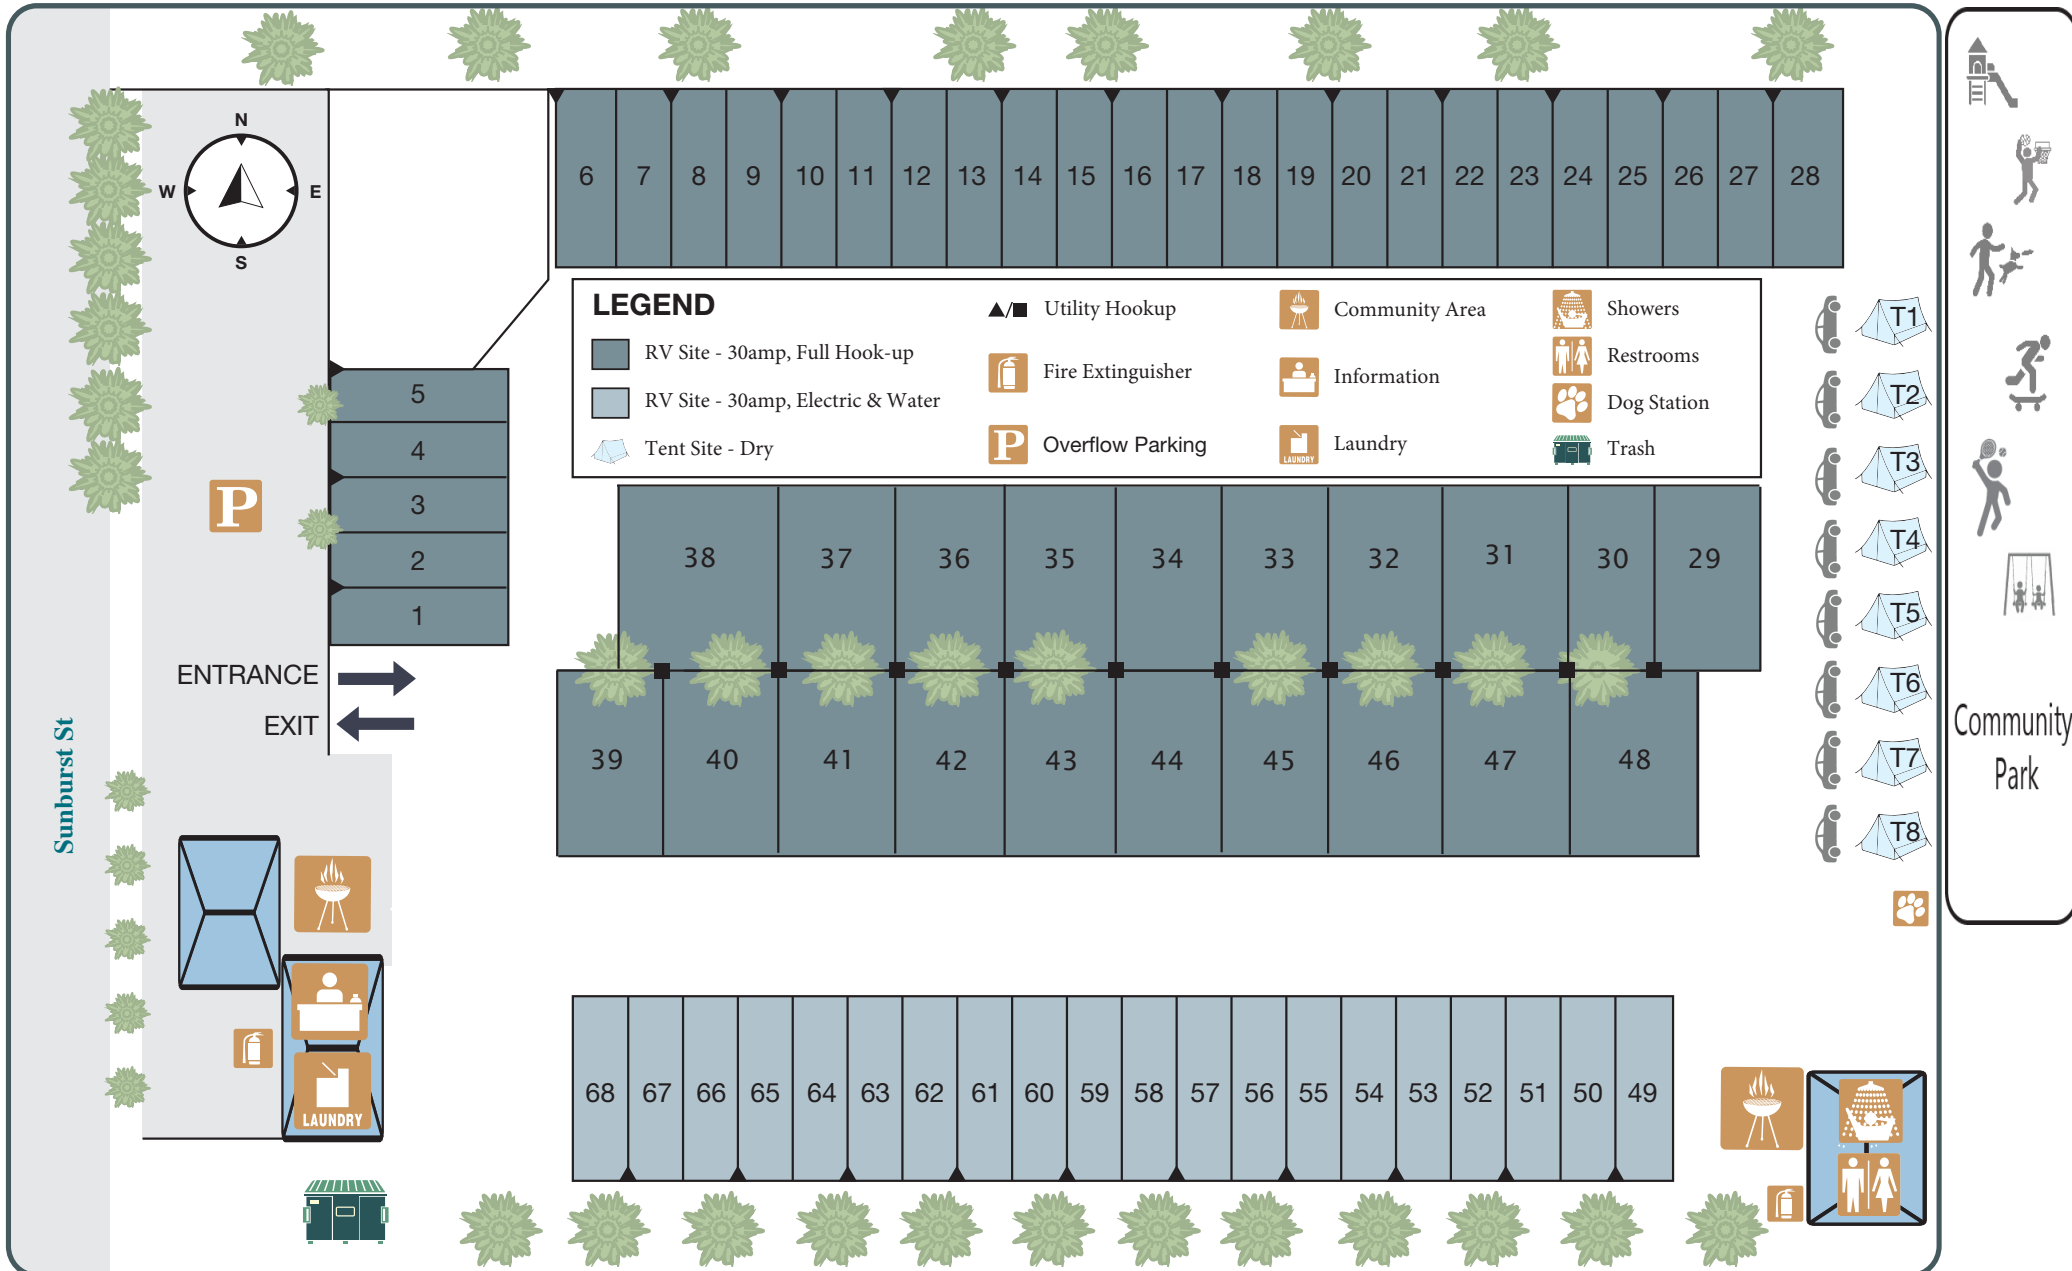 N
W
E
S
6 7 8 9 10 11 12 13 14 15 16 17 18 19 20 21 22 23 24 25 26 27 28
LEGEND
RV Site - 30amp, Full Hook-up
RV Site - 30amp, Electric & Water
Tent Site - Dry
Utility Hookup
Fire Extinguisher
P Overflow Parking
Community Area
Information
LAUNDRY Laundry
Showers
Restrooms
Dog Station
Trash
5
4
3
2
1
P
ENTRANCE
EXIT
Sunburst St
38 37 36 35 34 33 32 31 30 29
39 40 41 42 43 44 45 46 47 48
T1
T2
T3
T4
T5
T6
T7
T8
Community
Park
LAUNDRY
68 67 66 65 64 63 62 61 60 59 58 57 56 55 54 53 52 51 50 49